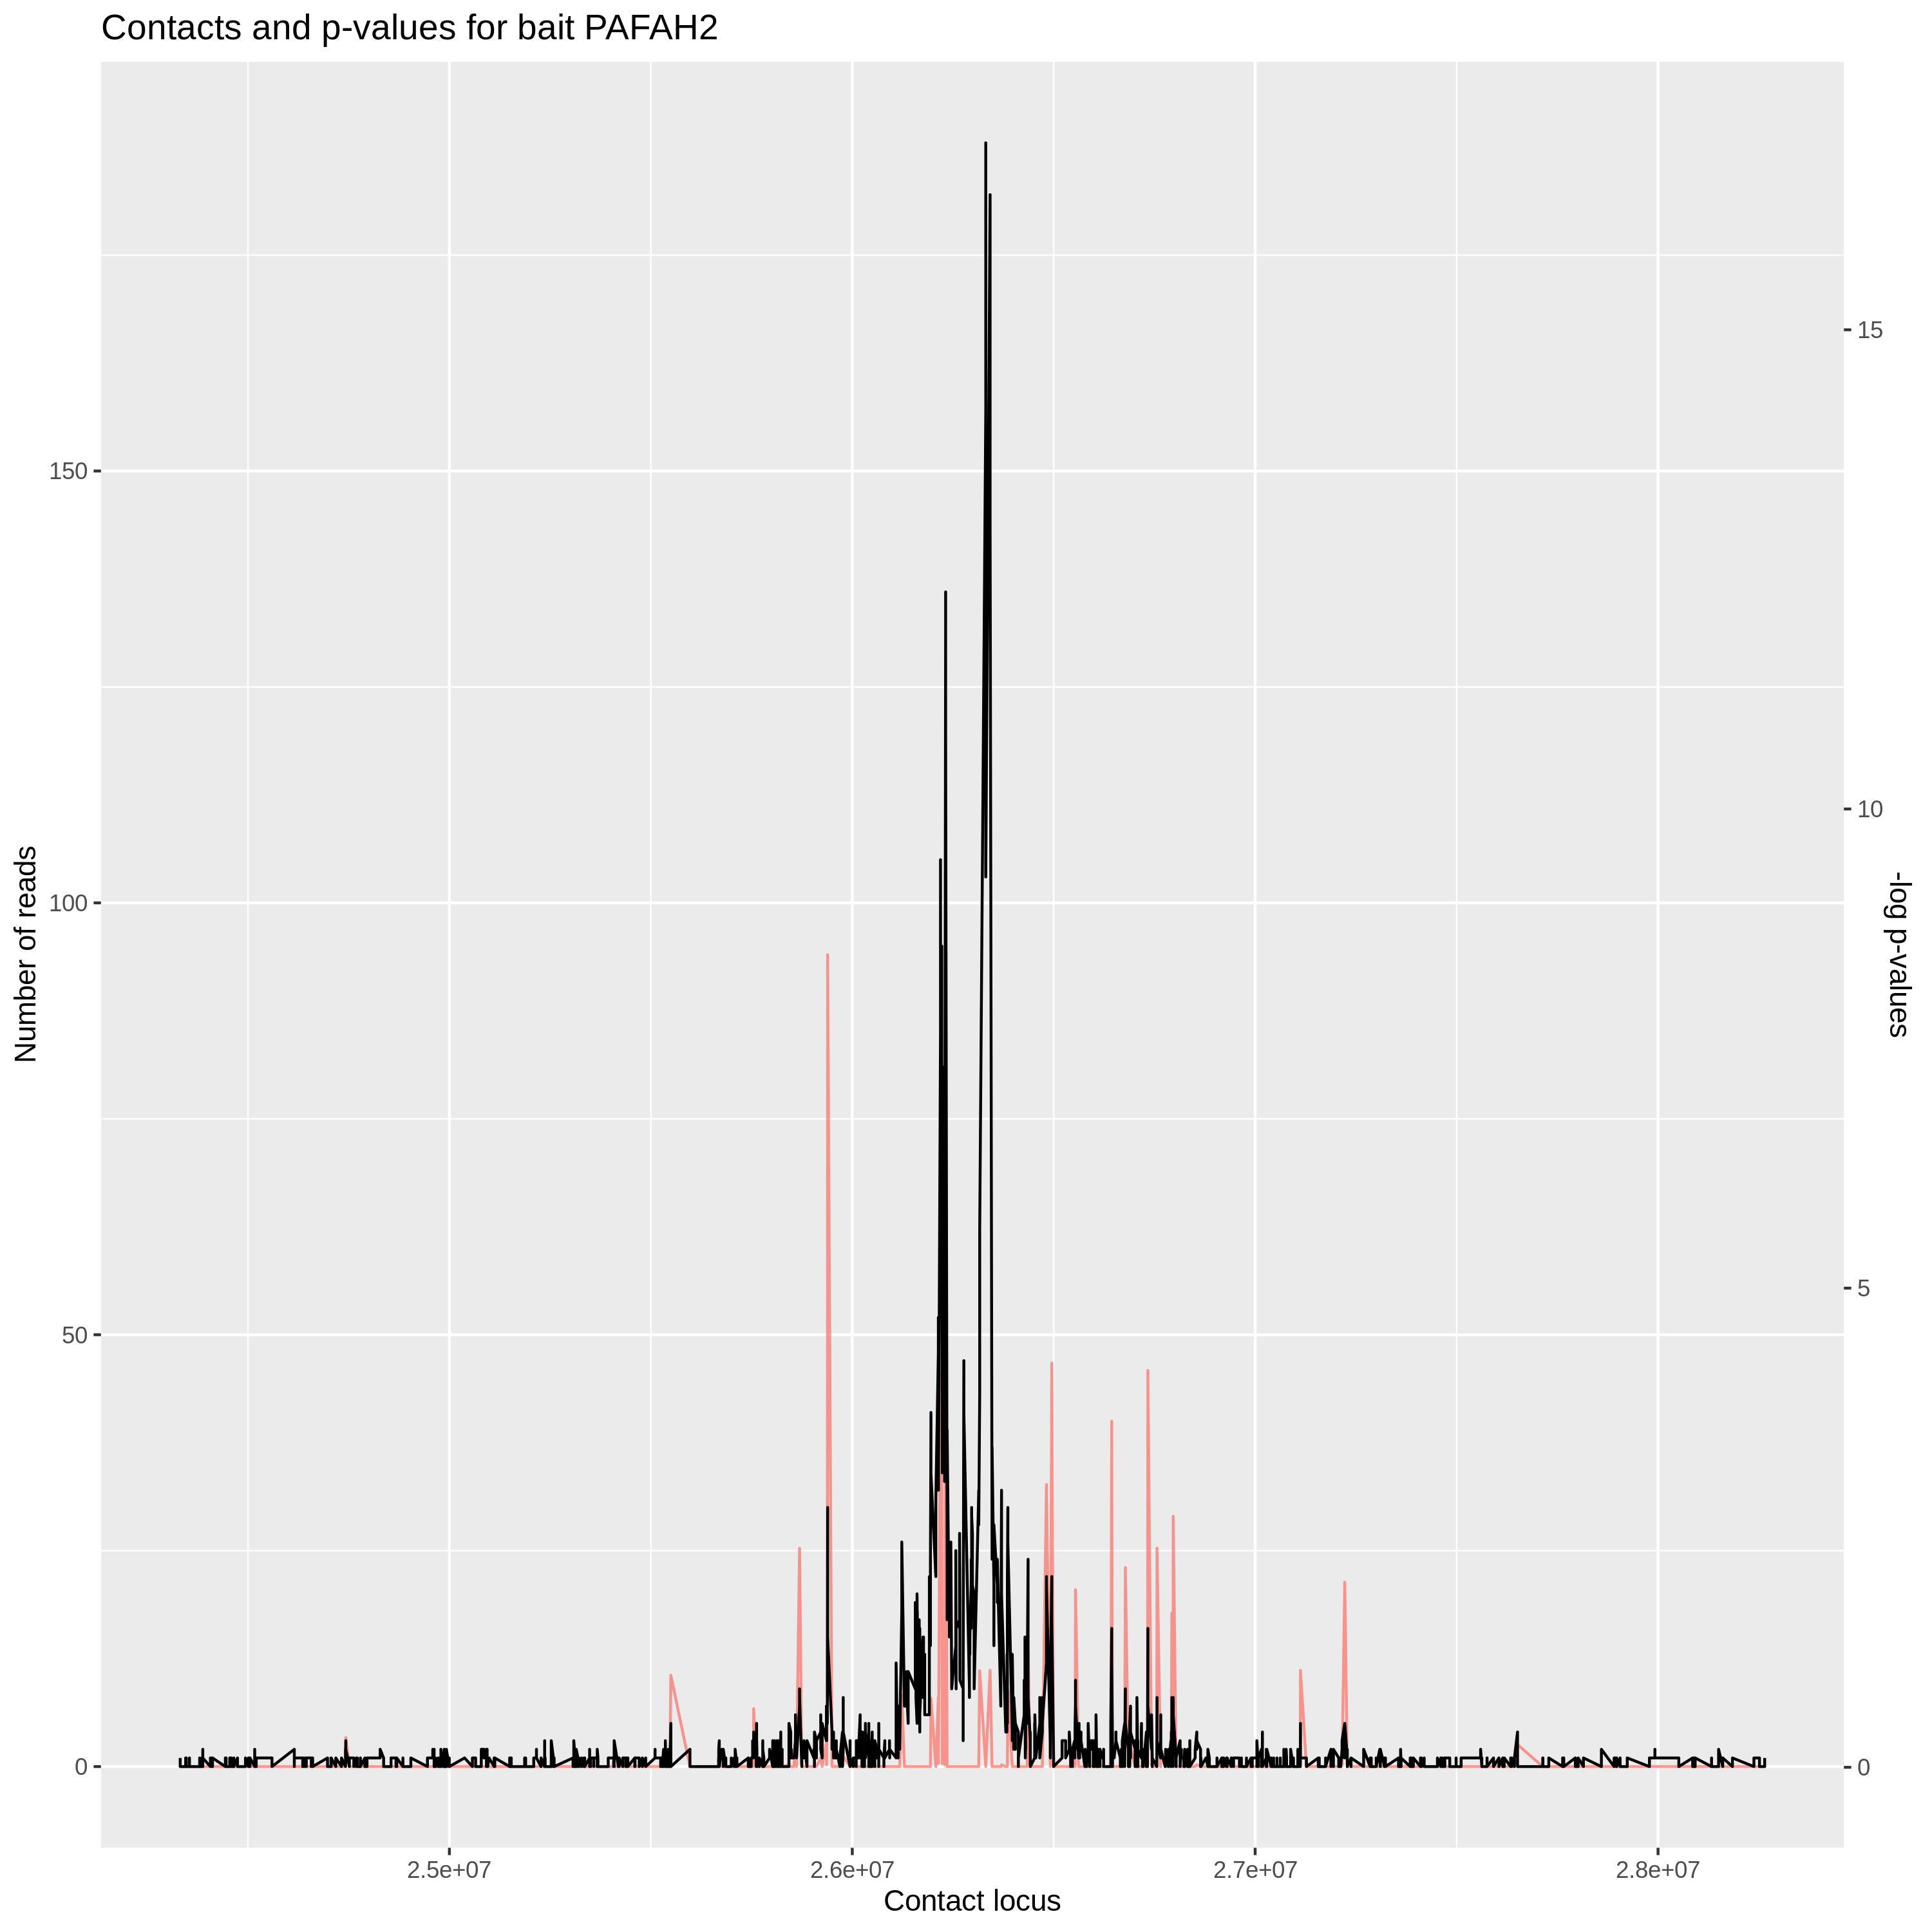 Contacts and p-values for bait PAFAH2
Number of reads
150
100
50
0
15
10
5
0
-log p-values
2.5e+07
2.6e+07
2.7e+07
2.8e+07
Contact locus